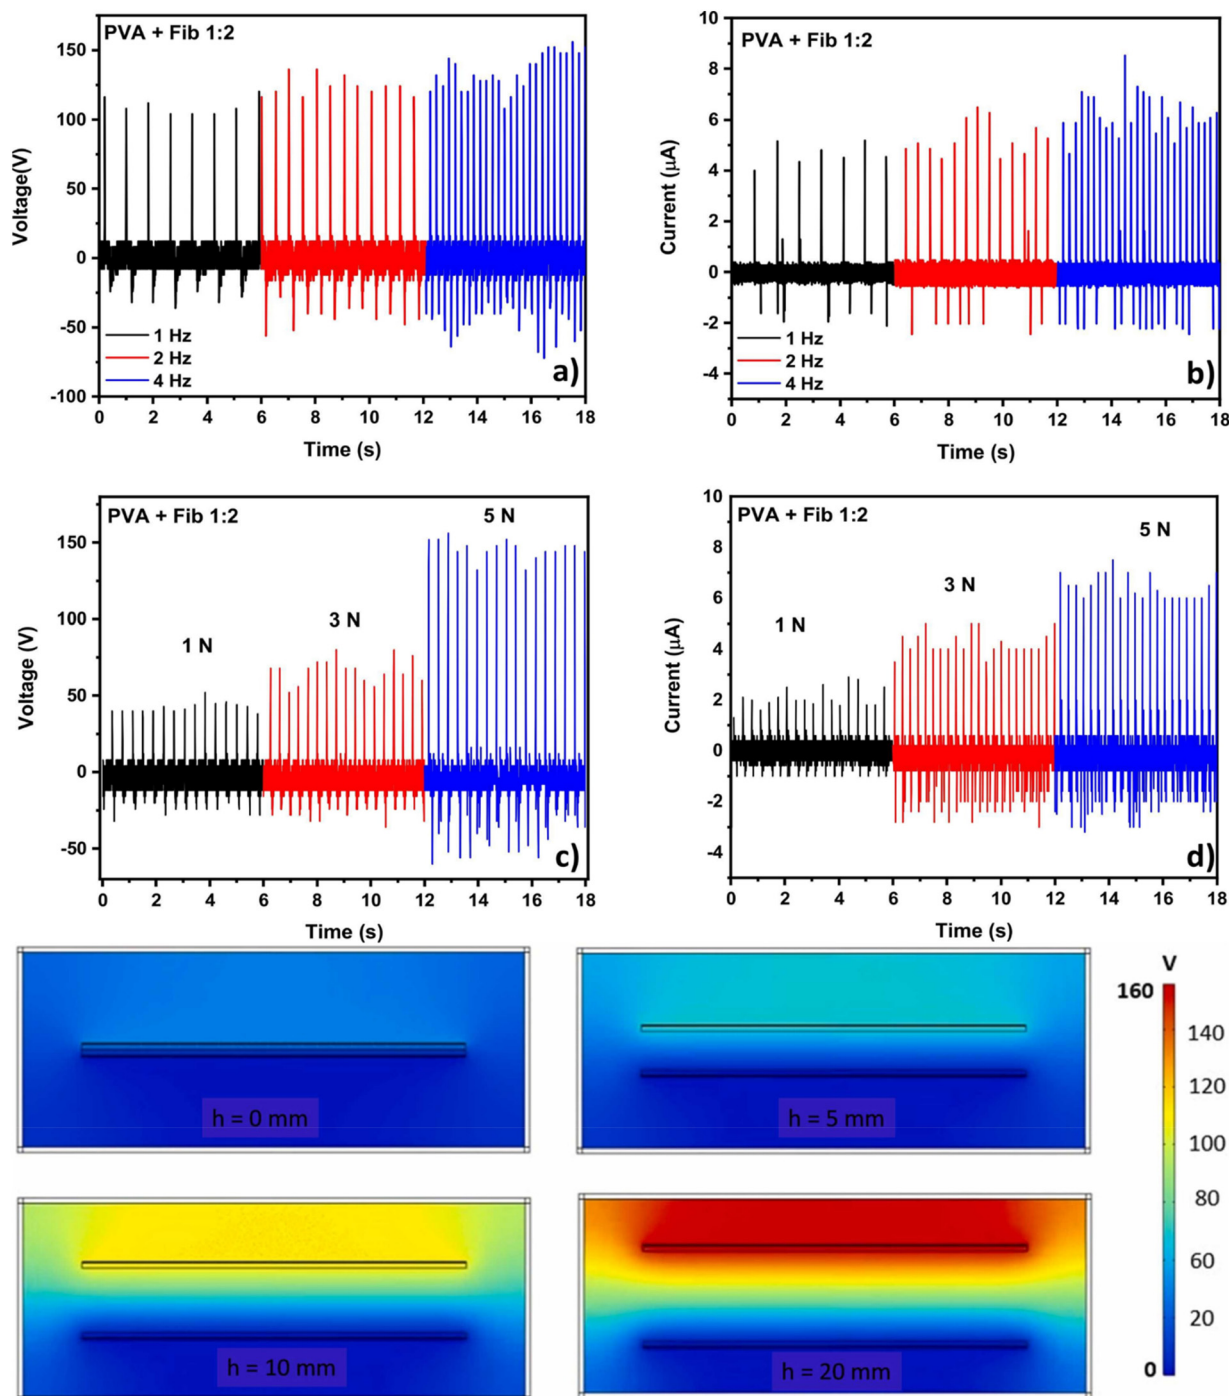 PVA + Fib 1:2
Voltage(V)
150
100
50
0
-50
-100
1 Hz
2 Hz
4 Hz
a)
0 2 4 6 8 10 12 14 16 18
Time (s)
PVA + Fib 1:2
Current (μA)
10
8
6
4
2
0
-2
-4
1 Hz
2 Hz
4 Hz
b)
0 2 4 6 8 10 12 14 16 18
Time (s)
PVA + Fib 1:2
5 N
3 N
1 N
Voltage (V)
150
100
50
0
-50
c)
0 2 4 6 8 10 12 14 16 18
Time (s)
PVA + Fib 1:2
5 N
3 N
1 N
Current (μA)
10
8
6
4
2
0
-2
-4
d)
0 2 4 6 8 10 12 14 16 18
Time (s)
h = 0 mm
h = 5 mm
h = 10 mm
h = 20 mm
V
160
140
120
100
80
60
20
0